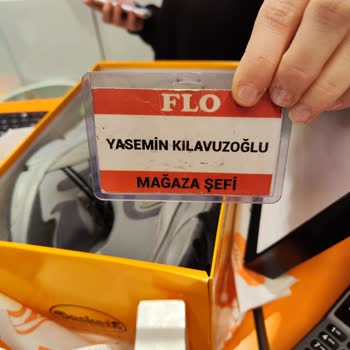 FLO
YASEMİN KILAVUZOĞLU
MAĞAZA ŞEFİ